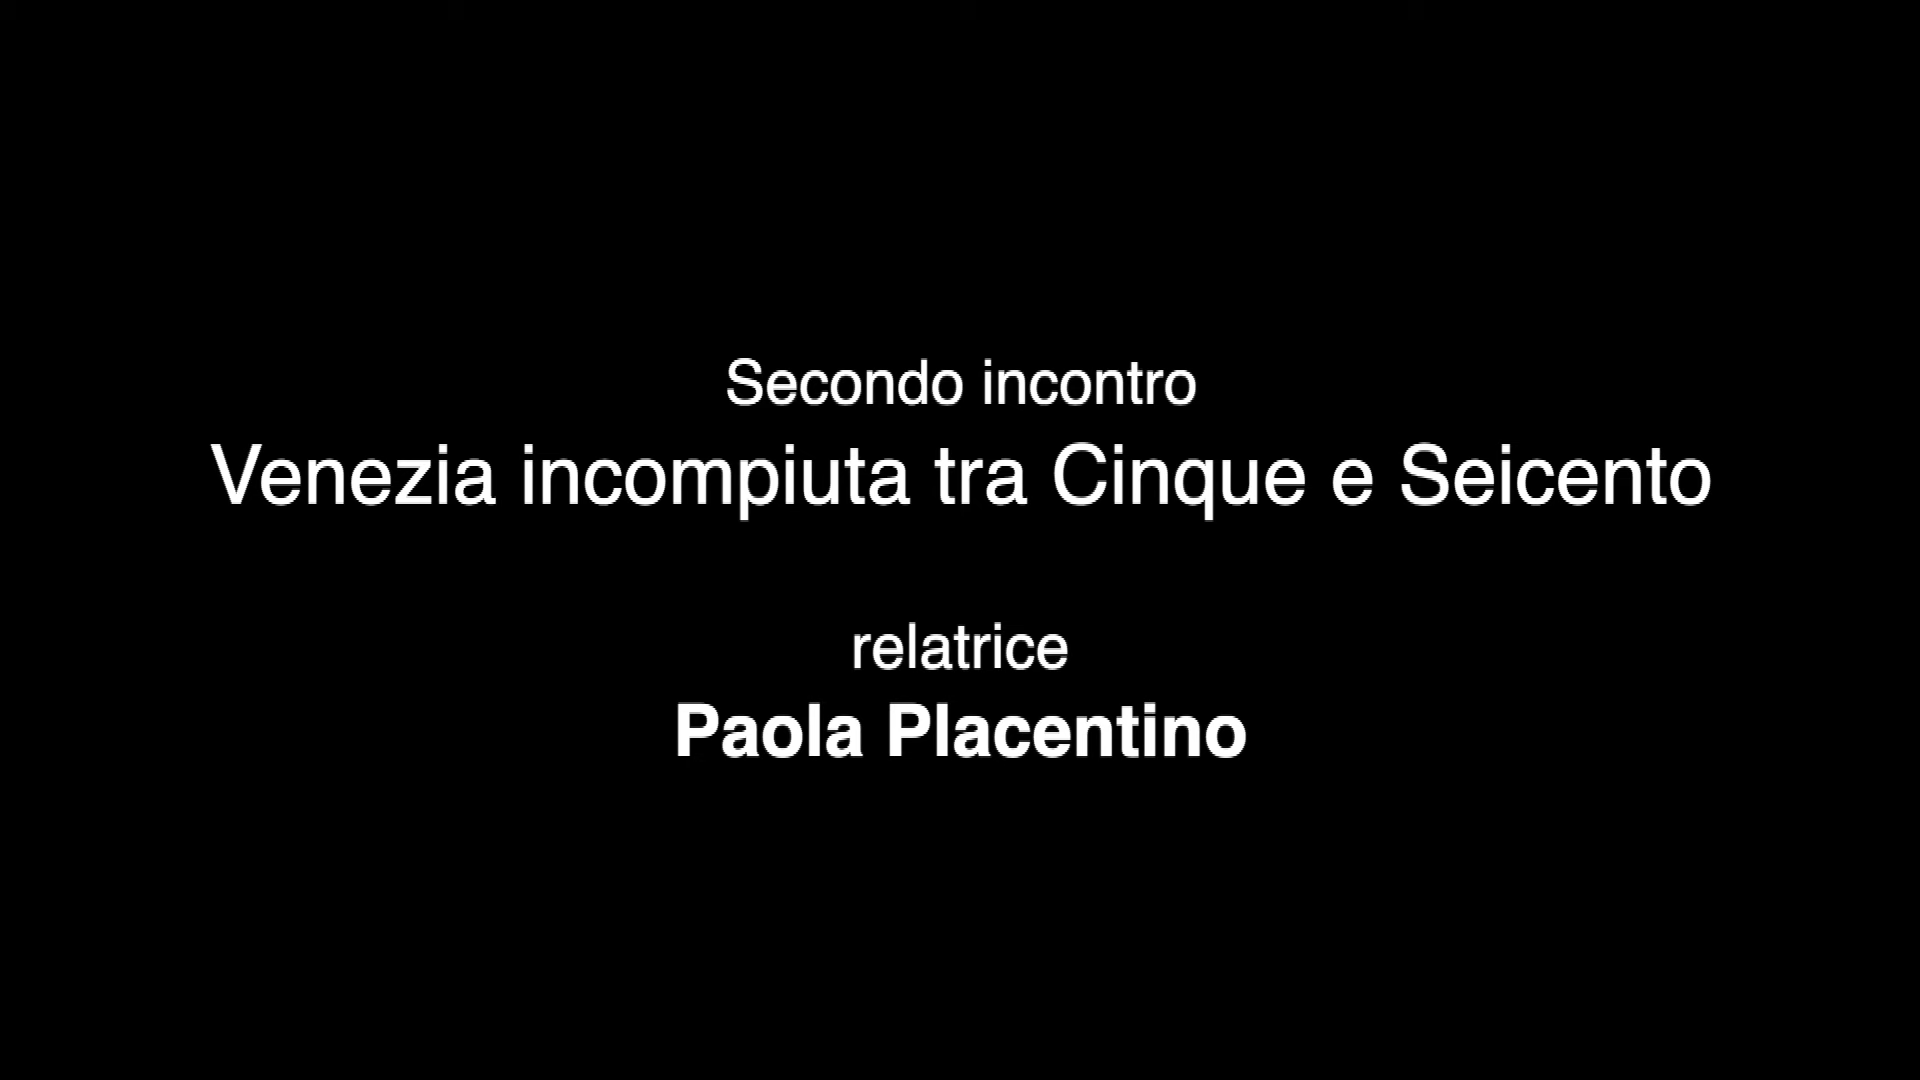 Secondo incontro
Venezia incompiuta tra Cinque e Seicento
relatrice
Paola Placentino